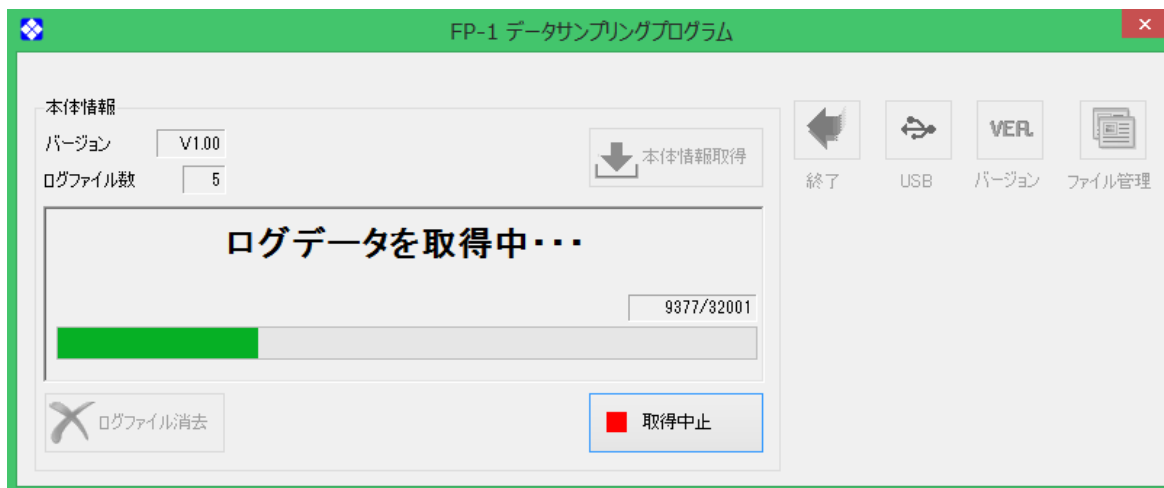 FP-1 データサンプリングプログラム
本体情報
バージョン V1.00
ログファイル数 5
本体情報取得
ログデータを取得中・・・
9377/32001
ログファイル消去
取得中止
終了
USB
VER.
バージョン
ファイル管理